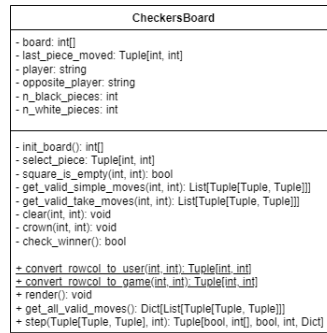 CheckersBoard
- board: int[]
- last_piece_moved: Tuple[int, int]
- player: string
- opposite_player: string
- n_black_pieces: int
- n_white_pieces: int
- init_board(): int[]
- select_piece: Tuple[int, int]
- square_is_empty(int, int): bool
- get_valid_simple_moves(int, int): List[Tuple[Tuple, Tuple]]]
- get_valid_take_moves(int, int): List[Tuple[Tuple, Tuple]]]
- clear(int, int): void
- crown(int, int): void
- check_winner(): bool
+ convert_rowcol_to_user(int, int): Tuple[int, int]
+ convert_rowcol_to_game(int, int): Tuple[int, int]
+ render(): void
+ get_all_valid_moves(): Dict[List[Tuple[Tuple, Tuple]]]
+ step(Tuple[Tuple, Tuple], int): Tuple[bool, int[], bool, int, Dict]